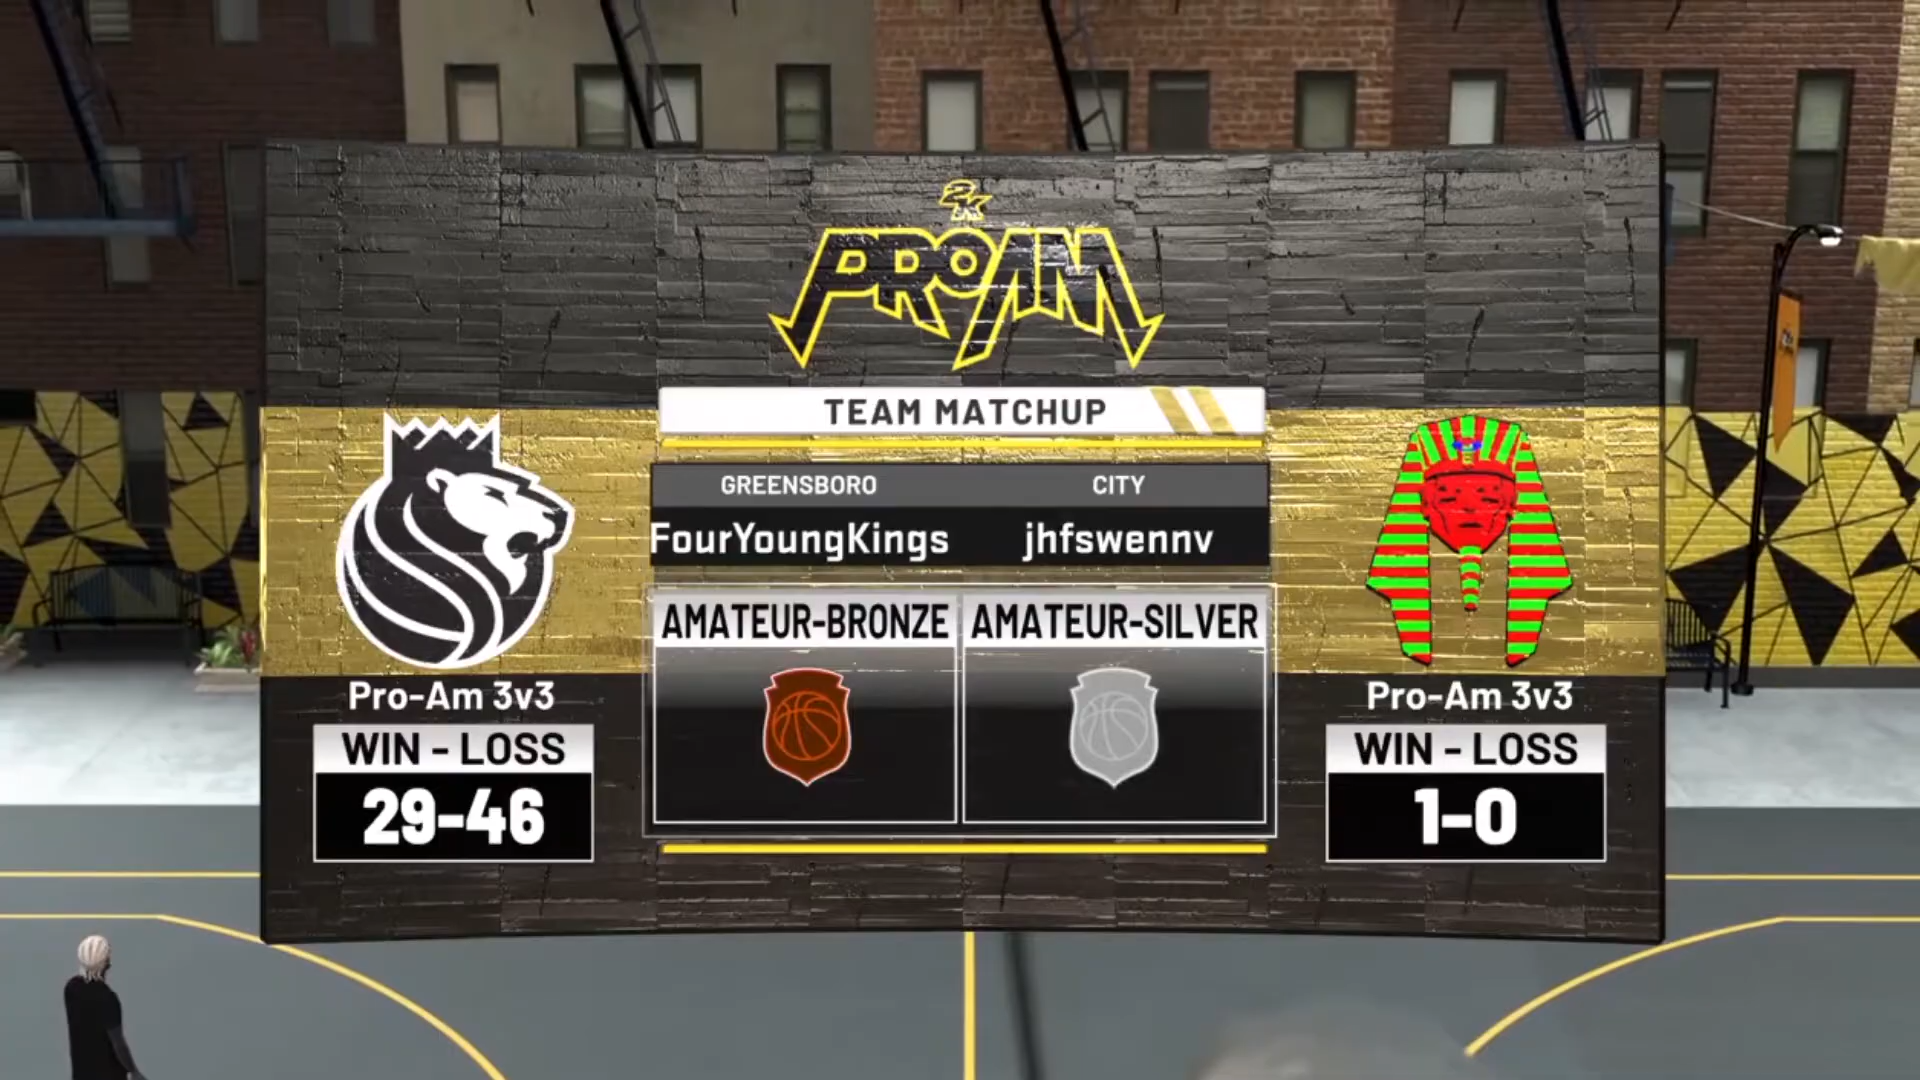 2K
PRO AM
TEAM MATCHUP
GREENSBORO CITY
FourYoungKings jhfswennv
AMATEUR-BRONZE AMATEUR-SILVER
Pro-Am 3v3 Pro-Am 3v3
WIN - LOSS WIN - LOSS
29-46 1-0